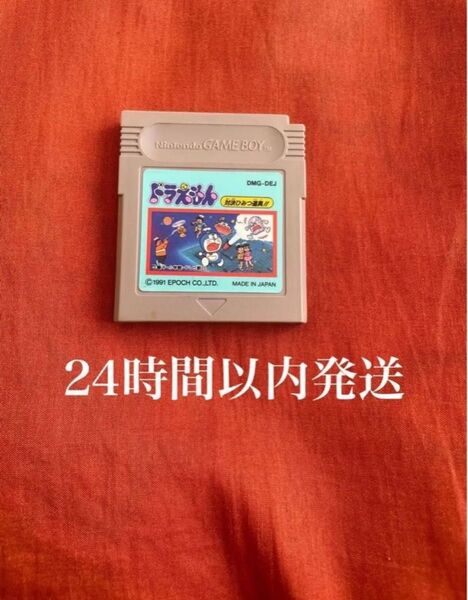 Nintendo GAME BOY™
DMG-DEJ
ドラえもん
対決ひみつ道具!!
©1991 EPOCH CO.,LTD.
MADE IN JAPAN
24時間以内発送